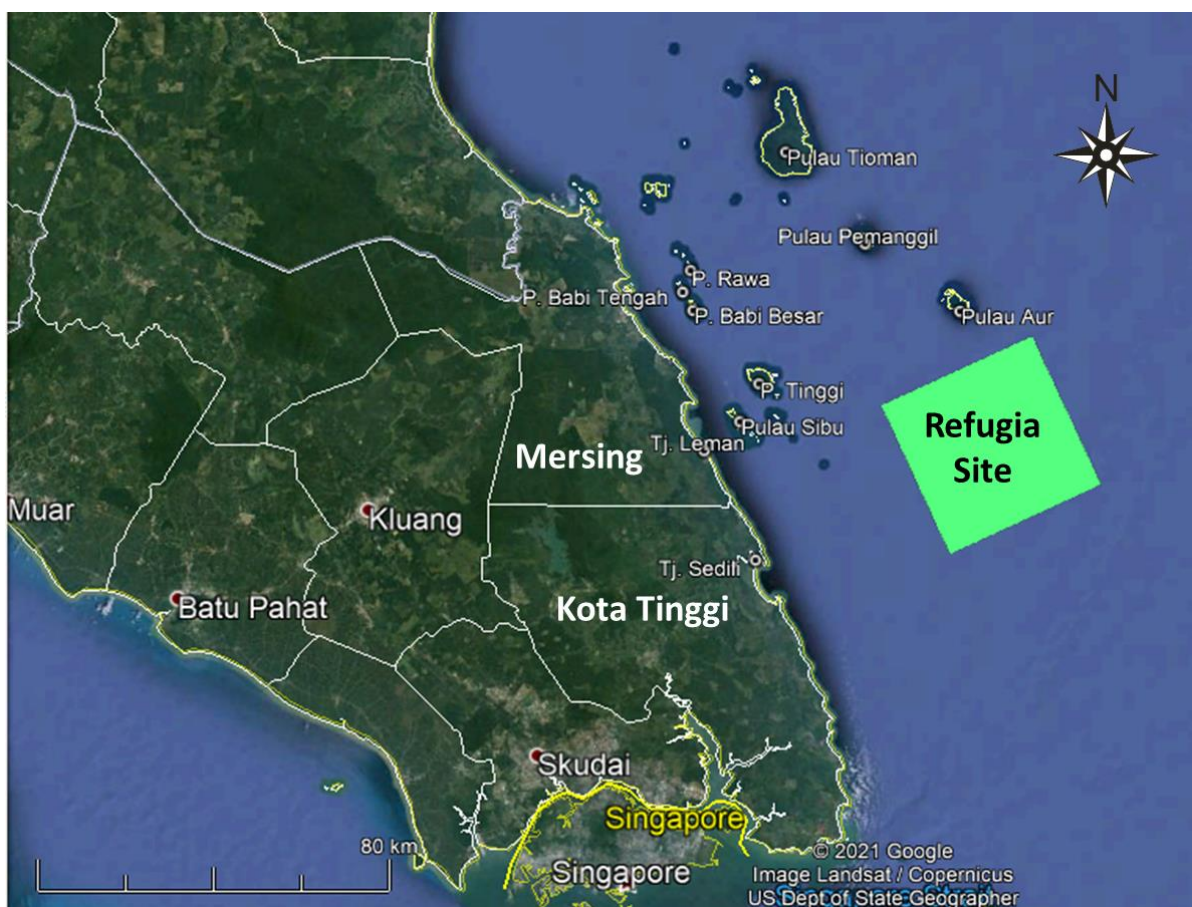 N
Pulau Tioman
Pulau Pemanggil
P. Rawa
P. Babi Tengah
P. Babi Besar
Pulau Aur
P. Tinggi
Pulau Sibu
Refugia
Site
Tj. Leman
Mersing
Muar
Kluang
Tj. Sedili
Batu Pahat
Kota Tinggi
Skudai
Singapore
80 km
Singapore
© 2021 Google
Image Landsat / Copernicus
US Dept of State Geographer